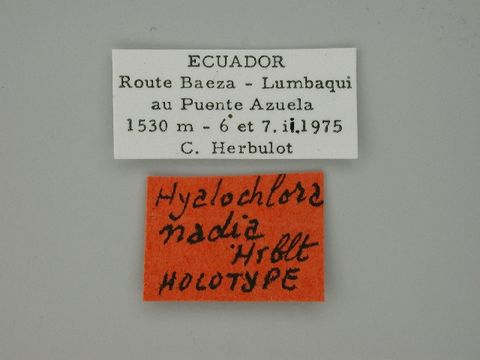 ECUADOR
Route Baeza - Lumbaqui
au Puente Azuela
1530 m - 6 et 7. ii.1975
C. Herbulot
Hyalochlora
nadia
Hrblt
HOLOTYPE